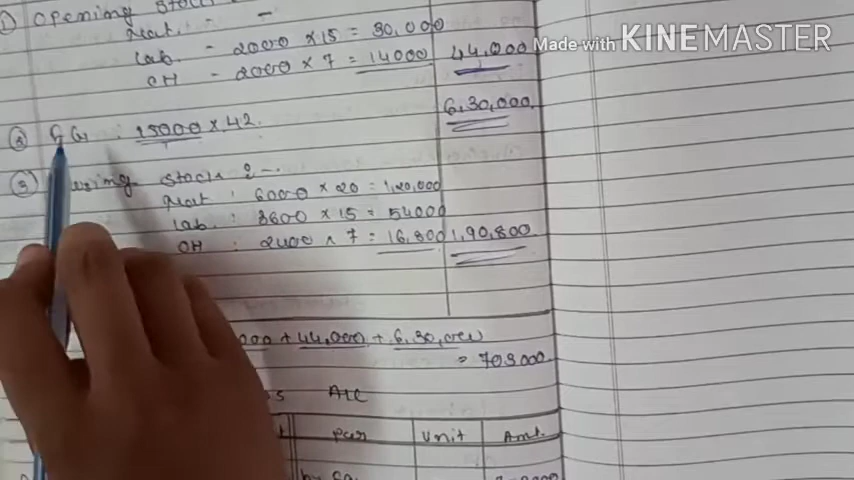 ① Opening Stock
Mat. : —
Lab. - 2000 × 15 = 30,000
OH - 2000 × 7 = 14000 44,000
Made with KINEMASTER
② 15000 × 42. 6,30,000
③ stock :-
Mat : 6000 × 20 = 1,20,000
Lab. : 3600 × 15 = 54000
OH : 2400 × 7 = 16,800 1,90,800
000 + 44,000 + 6,30,000
= 703000
A/C
Par Unit Amt.